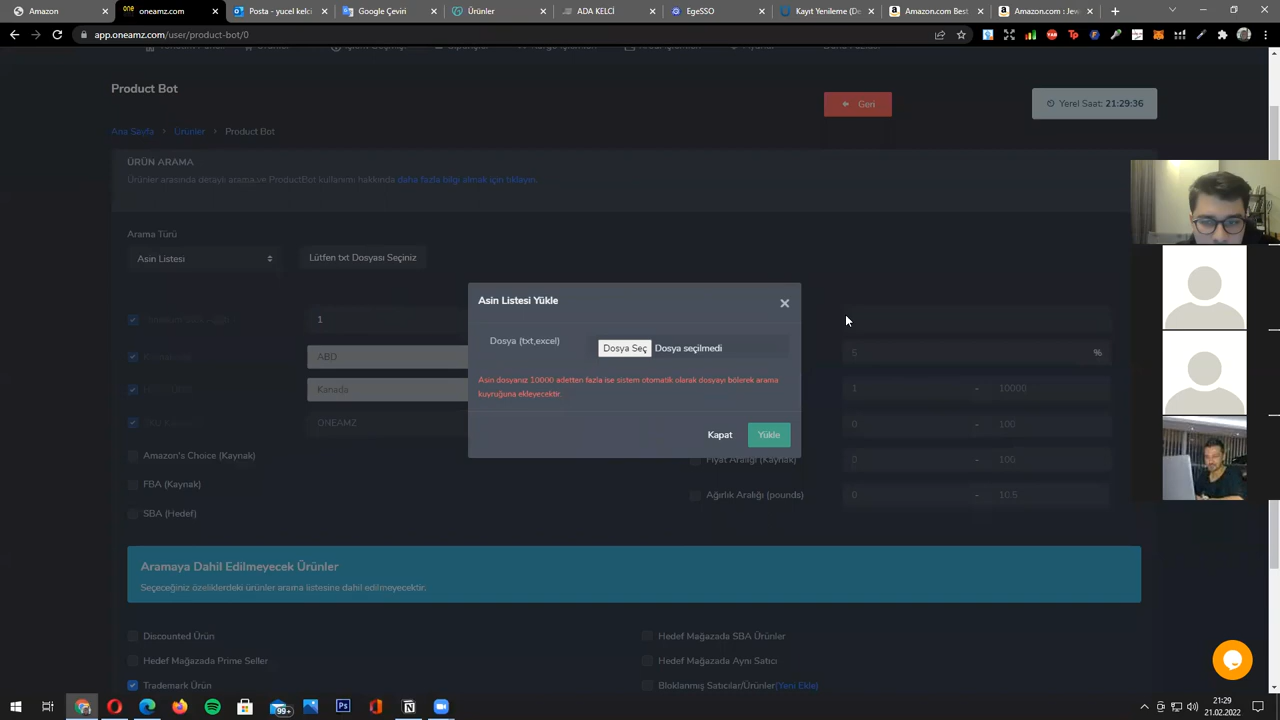 Amazon
one
Posta - yücel kevse
Google
Jeviz
ADA KELCI
EgeSSO
Kayıt Yenileme (De
Amazon.com Best
Amazon.com : Jewe
app.oneamz.com/user/product-bot/0
Product Bot
Geri
Yerel Saat: 21:29:36
Ana Sayfa > Ürünler > Product Bot
ÜRÜN ARAMA
Ürünler arasında detaylı arama ve ProductBot kullanımı hakkında daha fazla bilgi almak için tıklayın.
Arama Türü
Asin Listesi
Lütfen txt Dosyası Seçiniz
Asin Listesi Yükle
×
Dosya (txt,excel)
Dosya Seç
Dosya seçilmedi
Asin dosyanız 10000 adetten fazla ise sistem otomatik olarak dosyayı bölerek arama
kuyruğuna ekleyecektir.
Kapat
Yükle
1
ABD
5 %
Kanada
1 - 10000
ONEAMZ
0 - 100
Amazon's Choice (Kaynak)
Fiyat Aralığı (Kaynak)
0 - 100
FBA (Kaynak)
Ağırlık Aralığı (pounds)
0 - 10.5
SBA (Hedef)
Aramaya Dahil Edilmeyecek Ürünler
Seçeceğiniz özelliklerdeki ürünler arama listesine dahil edilmeyecektir.
Discounted Ürün
Hedef Mağazada SBA Ürünler
Hedef Mağazada Prime Seller
Hedef Mağazada Aynı Satıcı
Trademark Ürün
Bloklanmış Satıcılar/Ürünler(Yeni Ekle)
99+
21:29
21.02.2022